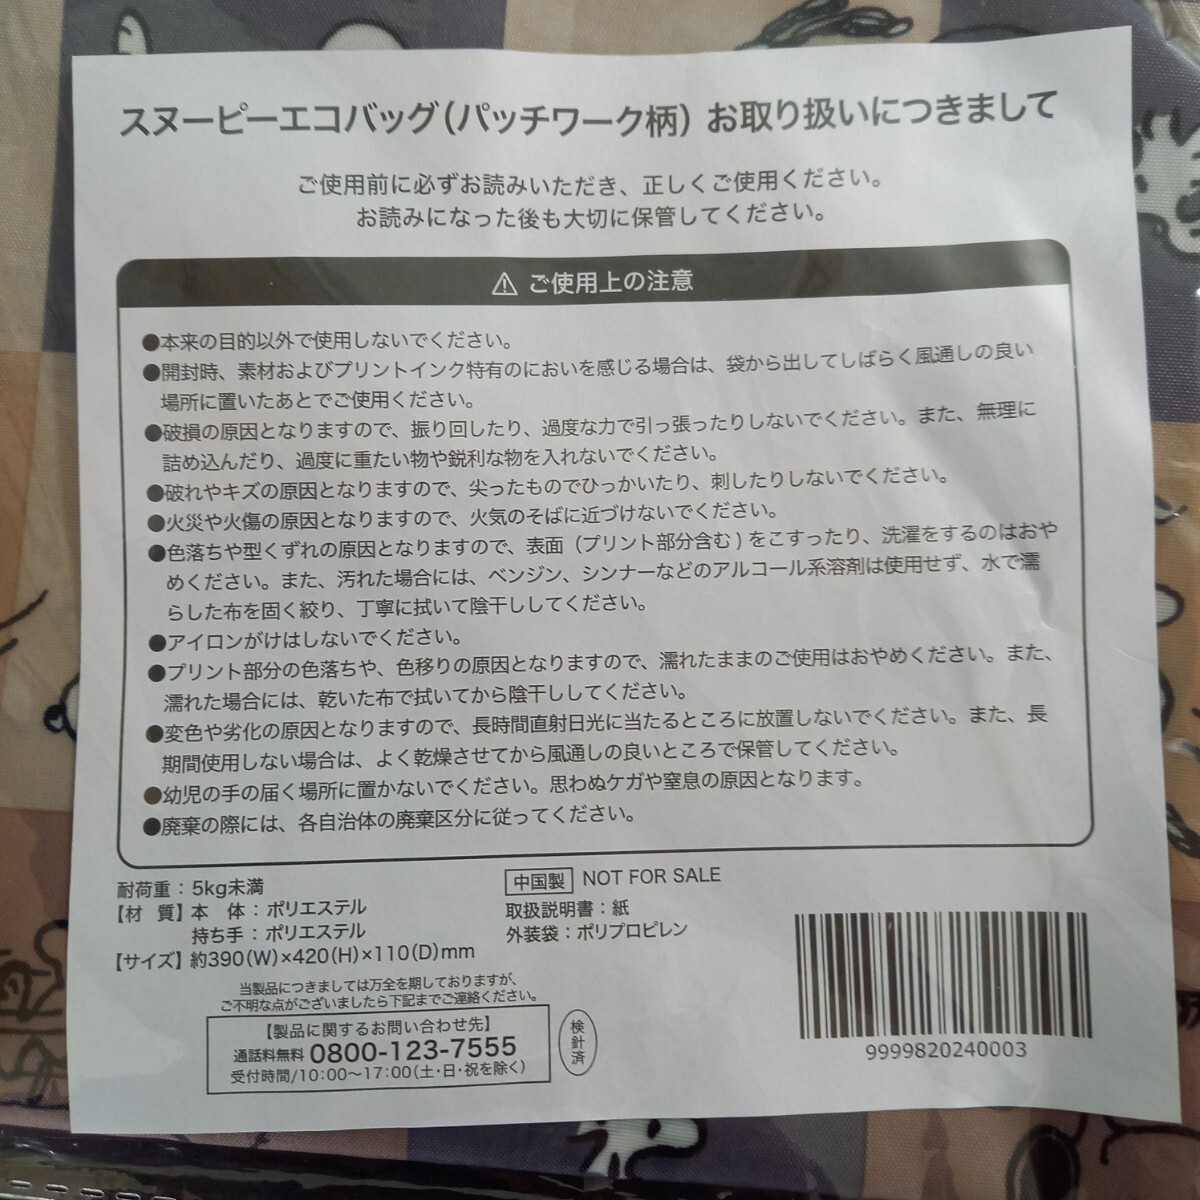 スヌーピーエコバッグ(パッチワーク柄) お取り扱いにつきまして
ご使用前に必ずお読みいただき、正しくご使用ください。
お読みになった後も大切に保管してください。
⚠ ご使用上の注意
●本来の目的以外で使用しないでください。
●開封時、素材およびプリントインク特有のにおいを感じる場合は、袋から出してしばらく風通しの良い
場所に置いたあとでご使用ください。
●破損の原因となりますので、振り回したり、過度な力で引っ張ったりしないでください。また、無理に
詰め込んだり、過度に重たい物や鋭利な物を入れないでください。
●破れやキズの原因となりますので、尖ったものでひっかいたり、刺したりしないでください。
●火災や火傷の原因となりますので、火気のそばに近づけないでください。
●色落ちや型くずれの原因となりますので、表面(プリント部分含む)をこすったり、洗濯をするのはおや
めください。また、汚れた場合には、ベンジン、シンナーなどのアルコール系溶剤は使用せず、水で濡
らした布を固く絞り、丁寧に拭いて陰干ししてください。
●アイロンがけはしないでください。
●プリント部分の色落ちや、色移りの原因となりますので、濡れたままのご使用はおやめください。また、
濡れた場合には、乾いた布で拭いてから陰干ししてください。
●変色や劣化の原因となりますので、長時間直射日光に当たるところに放置しないでください。また、長
期間使用しない場合は、よく乾燥させてから風通しの良いところで保管してください。
●幼児の手の届く場所に置かないでください。思わぬケガや窒息の原因となります。
●廃棄の際には、各自治体の廃棄区分に従ってください。
耐荷重:5kg未満
【材 質】本 体:ポリエステル
持ち手:ポリエステル
【サイズ】約390(W)×420(H)×110(D)mm
中国製 NOT FOR SALE
取扱説明書:紙
外装袋:ポリプロピレン
当製品につきましては万全を期しておりますが、
ご不明な点がございましたら下記までご連絡ください。
【製品に関するお問い合わせ先】
通話料無料 0800-123-7555
受付時間/10:00〜17:00(土・日・祝を除く)
検針済
9999820240003